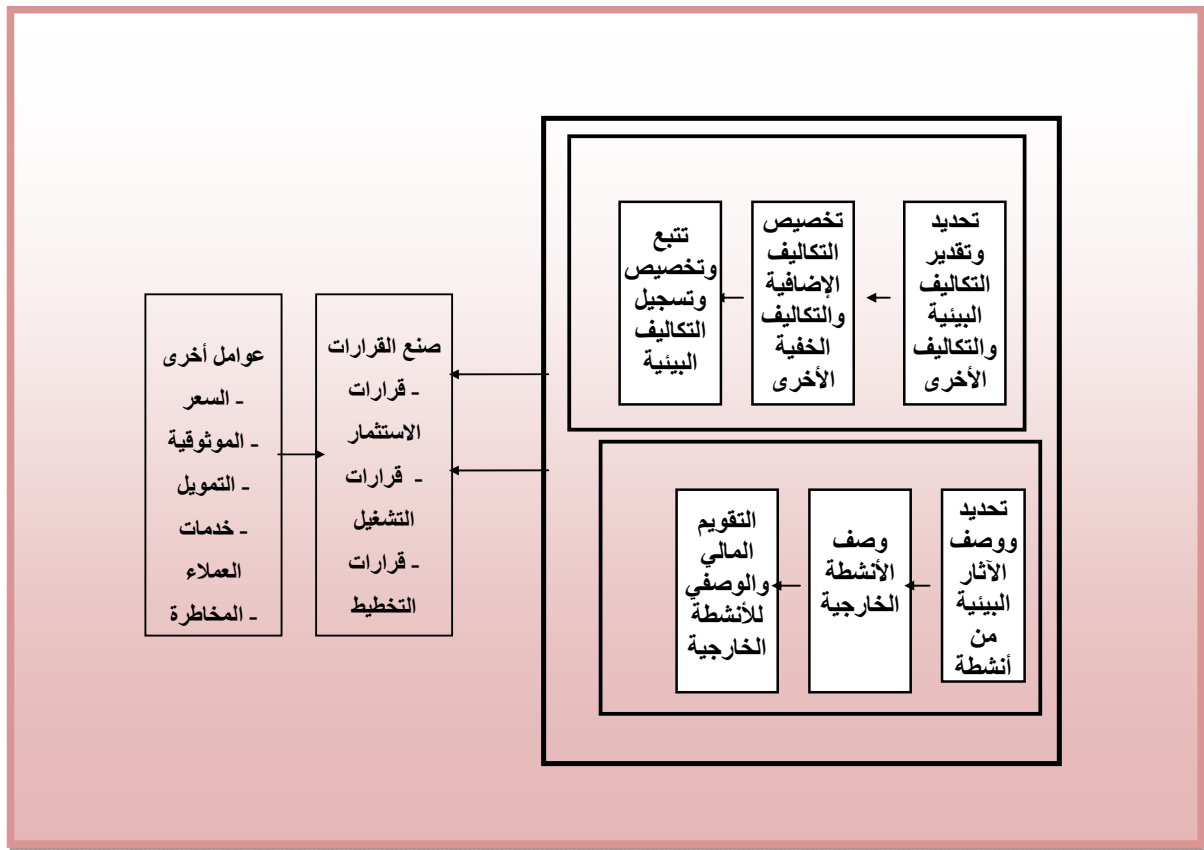 تحديد
وتقدير
التكاليف
البيئية
والتكاليف
الأخرى
تخصيص
التكاليف
الإضافية
والتكاليف
الخفية
الأخرى
تتبع
وتخصيص
وتسجيل
التكاليف
البيئية
تحديد
ووصف
الآثار
البيئية
من
أنشطة
وصف
الأنشطة
الخارجية
التقويم
المالي
والوصفي
للأنشطة
الخارجية
صنع القرارات
- قرارات
الاستثمار
- قرارات
التشغيل
- قرارات
التخطيط
عوامل أخرى
- السعر
- الموثوقية
- التمويل
- خدمات
العملاء
- المخاطرة